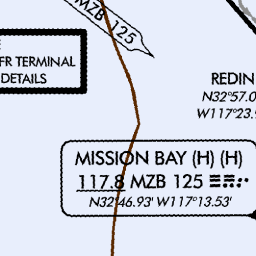 MZB 125
FR TERMINAL
DETAILS
REDIN
N32°57.0
W117°23.9
MISSION BAY (H) (H)
117.8 MZB 125
N32°46.93' W117°13.53'